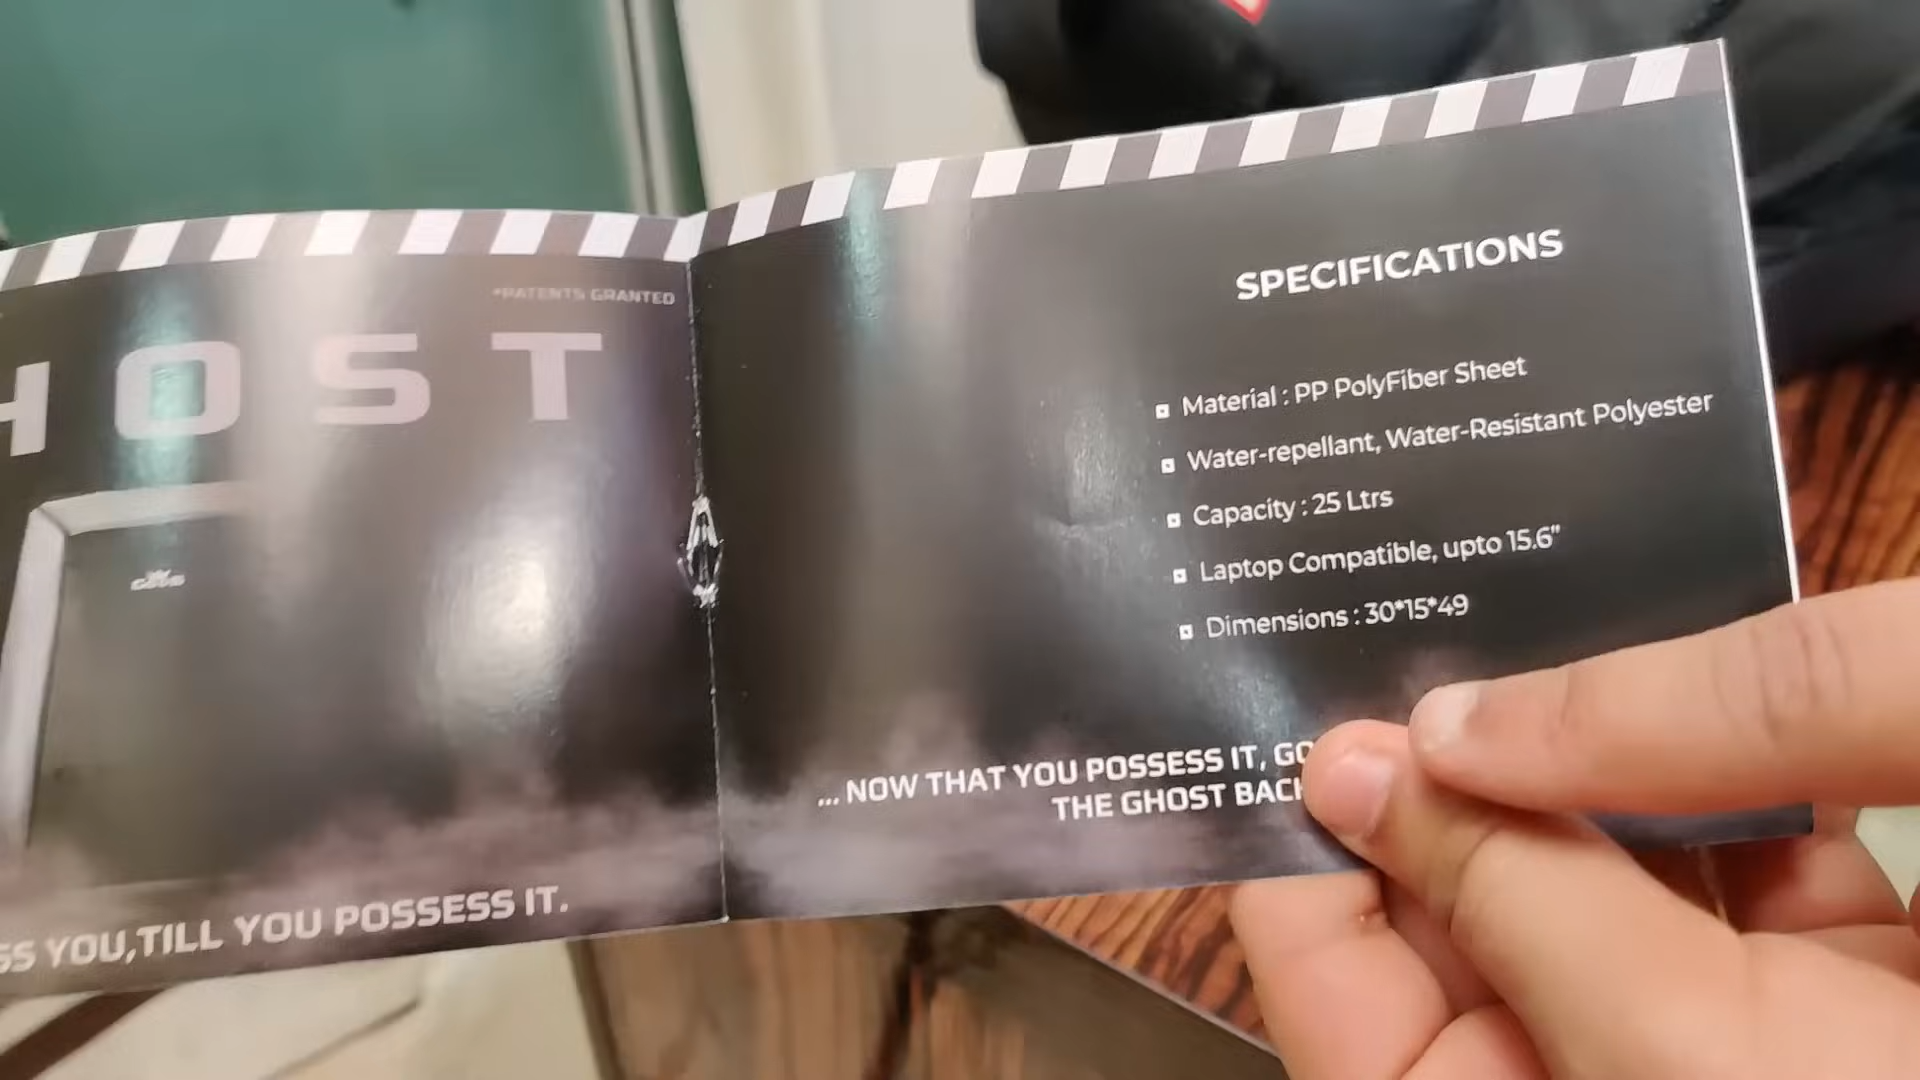 *PATENTS GRANTED
HOST
SS YOU,TILL YOU POSSESS IT.
SPECIFICATIONS
Material : PP PolyFiber Sheet
Water-repellant, Water-Resistant Polyester
Capacity : 25 Ltrs
Laptop Compatible, upto 15.6"
Dimensions : 30*15*49
... NOW THAT YOU POSSESS IT, GO
THE GHOST BACK